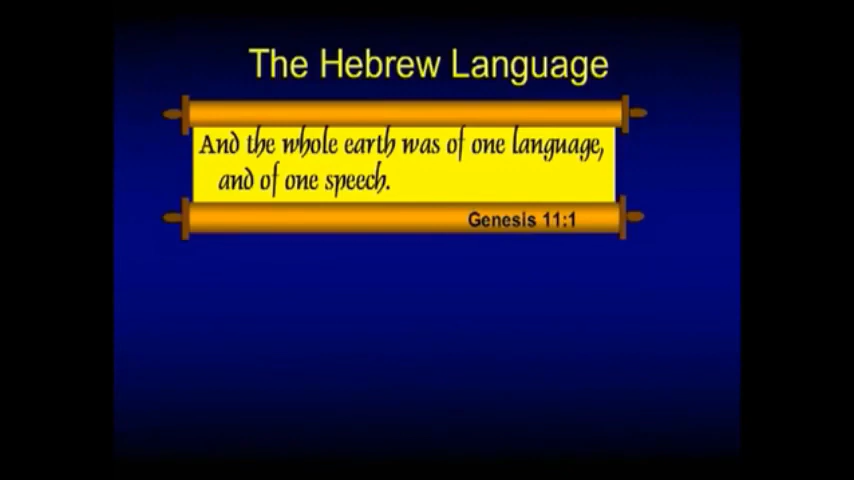 The Hebrew Language
And the whole earth was of one language,
and of one speech.
Genesis 11:1